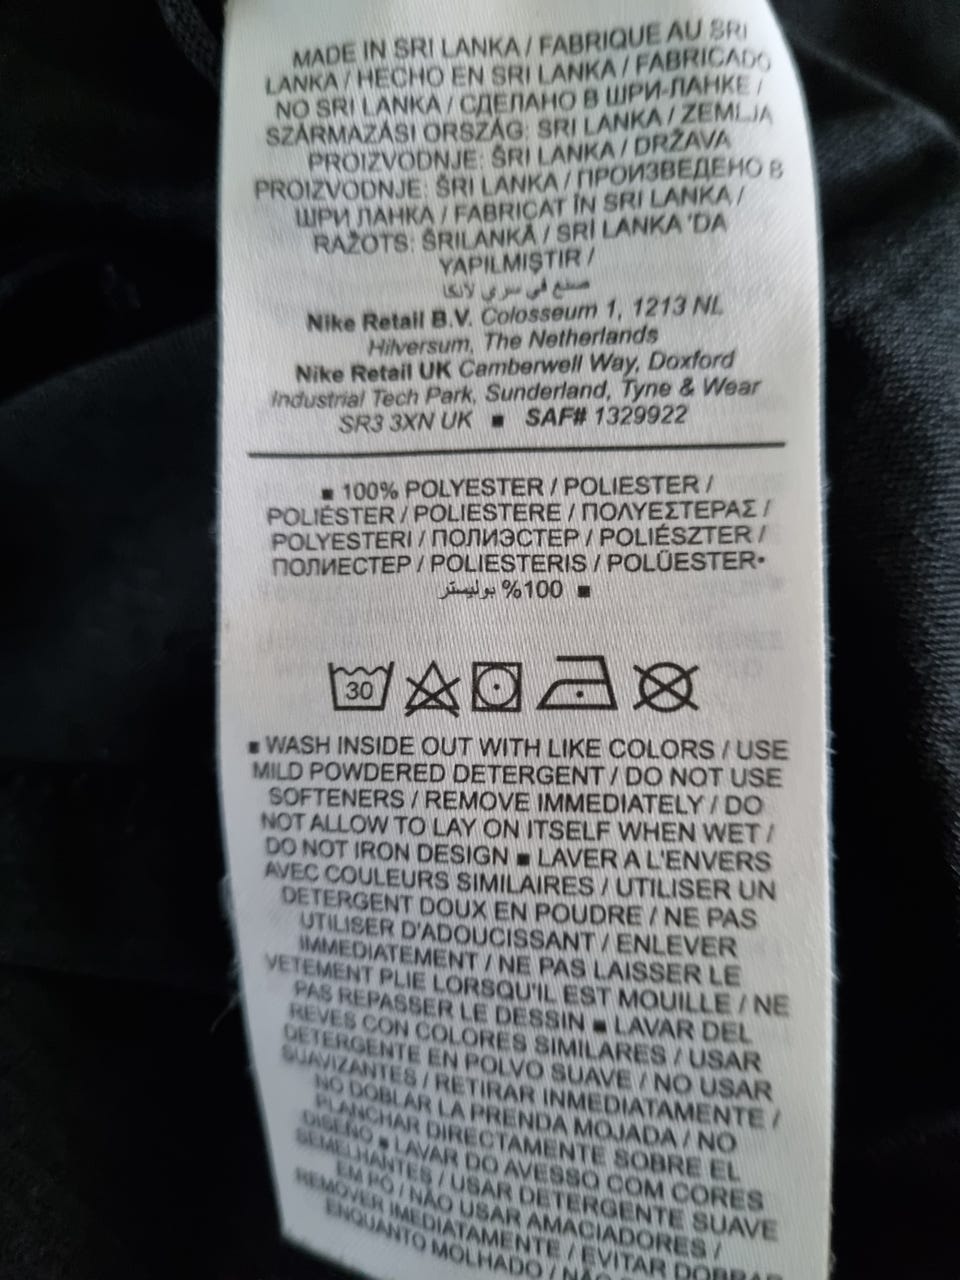 MADE IN SRI LANKA / FABRIQUE AU SRI
LANKA / HECHO EN SRI LANKA / FABRICADO
NO SRI LANKA / СДЕЛАНО В ШРИ-ЛАНКЕ /
SZÁRMAZÁSI ORSZÁG: SRI LANKA / ZEMLJA
PROIZVODNJE: ŠRI LANKA / DRŽAVA
PROIZVODNJE: ŠRI LANKA / ПРОИЗВЕДЕНО В
ШРИ ЛАНКА / FABRICAT ÎN SRI LANKA /
RAŽOTS: ŠRILANKĀ / SRİ LANKA 'DA
YAPILMIŞTIR /
صنع في سري لانكا
Nike Retail B.V. Colosseum 1, 1213 NL
Hilversum, The Netherlands
Nike Retail UK Camberwell Way, Doxford
Industrial Tech Park, Sunderland, Tyne & Wear
SR3 3XN UK ■ SAF# 1329922
■ 100% POLYESTER / POLIESTER /
POLIÉSTER / POLIESTERE / ΠΟΛΥΕΣΤΕΡΑΣ /
POLYESTERI / ПОЛИЭСТЕР / POLIÉSZTER /
ПОЛИЕСТЕР / POLIESTERIS / POLÜESTER•
■ 100% بوليستر
30
■ WASH INSIDE OUT WITH LIKE COLORS / USE
MILD POWDERED DETERGENT / DO NOT USE
SOFTENERS / REMOVE IMMEDIATELY / DO
NOT ALLOW TO LAY ON ITSELF WHEN WET /
DO NOT IRON DESIGN ■ LAVER A L'ENVERS
AVEC COULEURS SIMILAIRES / UTILISER UN
DETERGENT DOUX EN POUDRE / NE PAS
UTILISER D'ADOUCISSANT / ENLEVER
IMMEDIATEMENT / NE PAS LAISSER LE
VETEMENT PLIE LORSQU'IL EST MOUILLE / NE
PAS REPASSER LE DESSIN ■ LAVAR DEL
REVES CON COLORES SIMILARES / USAR
DETERGENTE EN POLVO SUAVE / NO USAR
SUAVIZANTES / RETIRAR INMEDIATAMENTE /
NO DOBLAR LA PRENDA MOJADA / NO
PLANCHAR DIRECTAMENTE SOBRE EL
DISEÑO ■ LAVAR DO AVESSO COM CORES
SEMELHANTES / USAR DETERGENTE SUAVE
EM PÓ / NÃO USAR AMACIADORES /
REMOVER IMEDIATAMENTE / EVITAR DOBRAR
ENQUANTO MOLHADO / NÃO